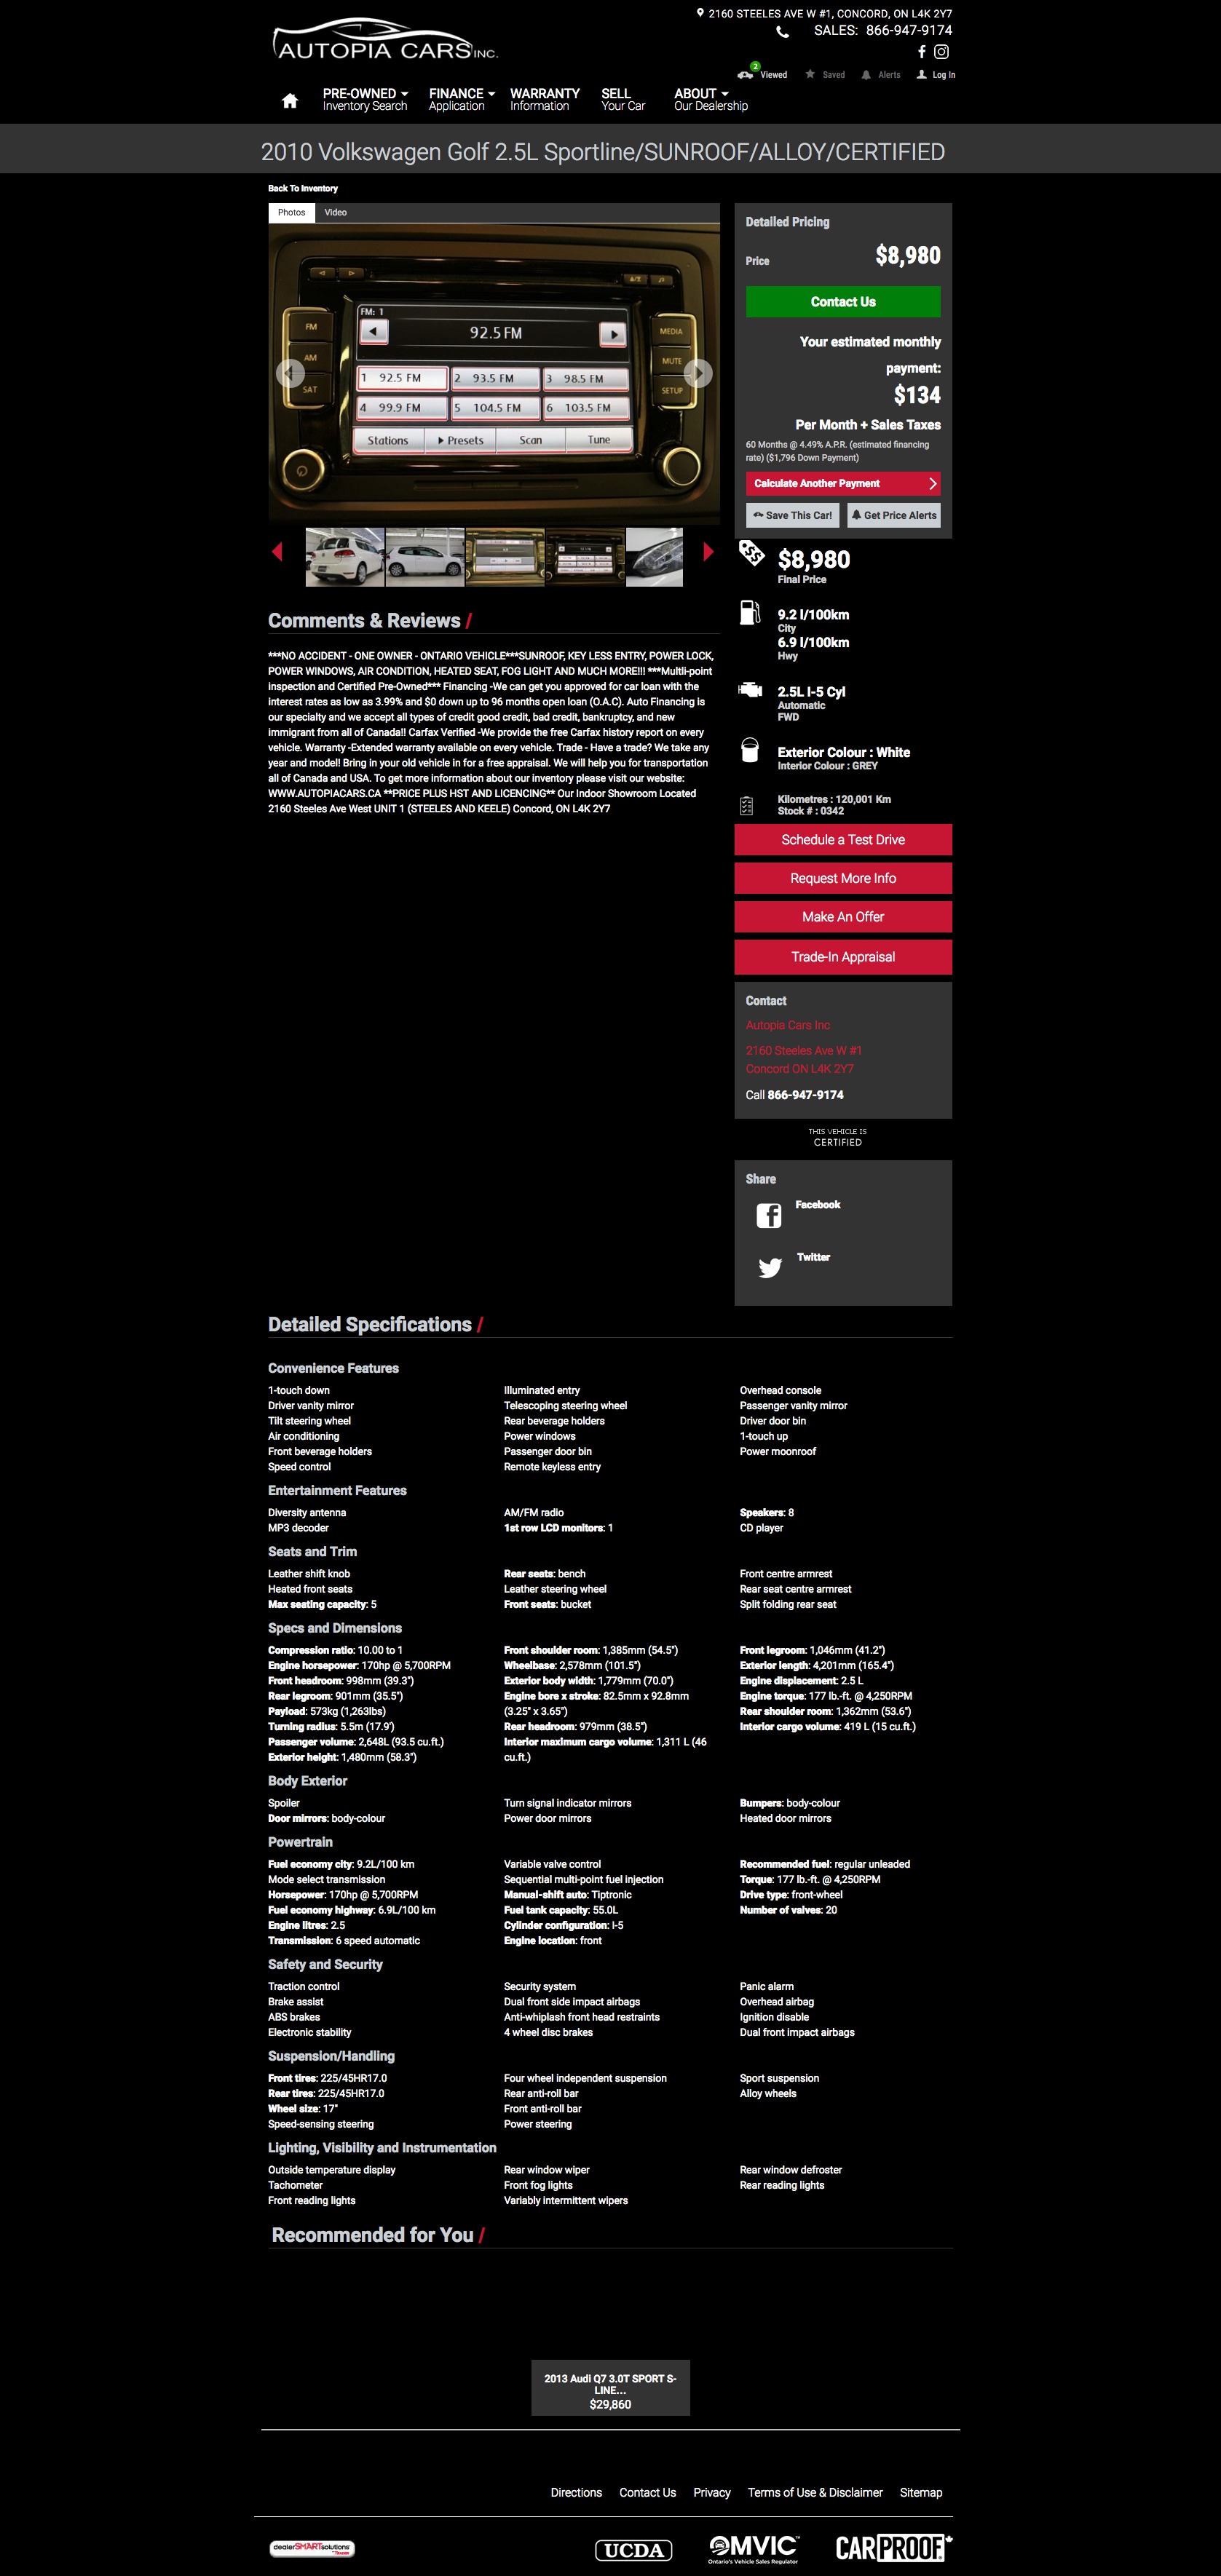 AUTOPIA CARS INC.
2160 STEELES AVE W #1, CONCORD, ON L4K 2Y7
SALES: 866-947-9174
2
Viewed
Saved
Alerts
Log In
PRE-OWNED
Inventory Search
FINANCE
Application
WARRANTY
Information
SELL
Your Car
ABOUT
Our Dealership
2010 Volkswagen Golf 2.5L Sportline/SUNROOF/ALLOY/CERTIFIED
Back To Inventory
Photos
Video
FM: 1
92.5 FM
FM
AM
SAT
MEDIA
MUTE
SETUP
1 92.5 FM
2 93.5 FM
3 98.5 FM
4 99.9 FM
5 104.5 FM
6 103.5 FM
Stations
Presets
Scan
Tune
Comments & Reviews /
***NO ACCIDENT - ONE OWNER - ONTARIO VEHICLE***SUNROOF, KEY LESS ENTRY, POWER LOCK,
POWER WINDOWS, AIR CONDITION, HEATED SEAT, FOG LIGHT AND MUCH MORE!!! ***Multi-point
inspection and Certified Pre-Owned*** Financing -We can get you approved for car loan with the
interest rates as low as 3.99% and $0 down up to 96 months open loan (O.A.C). Auto Financing is
our specialty and we accept all types of credit good credit, bad credit, bankruptcy, and new
immigrant from all of Canada!! Carfax Verified -We provide the free Carfax history report on every
vehicle. Warranty -Extended warranty available on every vehicle. Trade - Have a trade? We take any
year and model! Bring in your old vehicle in for a free appraisal. We will help you for transportation
all of Canada and USA. To get more information about our inventory please visit our website:
WWW.AUTOPIACARS.CA **PRICE PLUS HST AND LICENCING** Our Indoor Showroom Located
2160 Steeles Ave West UNIT 1 (STEELES AND KEELE) Concord, ON L4K 2Y7
Detailed Pricing
Price
$8,980
Contact Us
Your estimated monthly
payment:
$134
Per Month + Sales Taxes
60 Months @ 4.49% A.P.R. (estimated financing
rate) ($1,796 Down Payment)
Calculate Another Payment
Save This Car!
Get Price Alerts
$8,980
Final Price
9.2 l/100km
City
6.9 l/100km
Hwy
2.5L I-5 Cyl
Automatic
FWD
Exterior Colour : White
Interior Colour : GREY
Kilometres : 120,001 Km
Stock # : 0342
Schedule a Test Drive
Request More Info
Make An Offer
Trade-In Appraisal
Contact
Autopia Cars Inc
2160 Steeles Ave W #1
Concord ON L4K 2Y7
Call 866-947-9174
THIS VEHICLE IS
CERTIFIED
Share
Facebook
Twitter
Detailed Specifications /
Convenience Features
1-touch down
Driver vanity mirror
Tilt steering wheel
Air conditioning
Front beverage holders
Speed control
Illuminated entry
Telescoping steering wheel
Rear beverage holders
Power windows
Passenger door bin
Remote keyless entry
Overhead console
Passenger vanity mirror
Driver door bin
1-touch up
Power moonroof
Entertainment Features
Diversity antenna
MP3 decoder
AM/FM radio
1st row LCD monitors: 1
Speakers: 8
CD player
Seats and Trim
Leather shift knob
Heated front seats
Max seating capacity: 5
Rear seats: bench
Leather steering wheel
Front seats: bucket
Front centre armrest
Rear seat centre armrest
Split folding rear seat
Specs and Dimensions
Compression ratio: 10.00 to 1
Engine horsepower: 170hp @ 5,700RPM
Front headroom: 998mm (39.3")
Rear legroom: 901mm (35.5")
Payload: 573kg (1,263lbs)
Turning radius: 5.5m (17.9')
Passenger volume: 2,648L (93.5 cu.ft.)
Exterior height: 1,480mm (58.3")
Front shoulder room: 1,385mm (54.5")
Wheelbase: 2,578mm (101.5")
Exterior body width: 1,779mm (70.0")
Engine bore x stroke: 82.5mm x 92.8mm
(3.25" x 3.65")
Rear headroom: 979mm (38.5")
Interior maximum cargo volume: 1,311 L (46
cu.ft.)
Front legroom: 1,046mm (41.2")
Exterior length: 4,201mm (165.4")
Engine displacement: 2.5 L
Engine torque: 177 lb.-ft. @ 4,250RPM
Rear shoulder room: 1,362mm (53.6")
Interior cargo volume: 419 L (15 cu.ft.)
Body Exterior
Spoiler
Door mirrors: body-colour
Turn signal indicator mirrors
Power door mirrors
Bumpers: body-colour
Heated door mirrors
Powertrain
Fuel economy city: 9.2L/100 km
Mode select transmission
Horsepower: 170hp @ 5,700RPM
Fuel economy highway: 6.9L/100 km
Engine litres: 2.5
Transmission: 6 speed automatic
Variable valve control
Sequential multi-point fuel injection
Manual-shift auto: Tiptronic
Fuel tank capacity: 55.0L
Cylinder configuration: I-5
Engine location: front
Recommended fuel: regular unleaded
Torque: 177 lb.-ft. @ 4,250RPM
Drive type: front-wheel
Number of valves: 20
Safety and Security
Traction control
Brake assist
ABS brakes
Electronic stability
Security system
Dual front side impact airbags
Anti-whiplash front head restraints
4 wheel disc brakes
Panic alarm
Overhead airbag
Ignition disable
Dual front impact airbags
Suspension/Handling
Front tires: 225/45HR17.0
Rear tires: 225/45HR17.0
Wheel size: 17"
Speed-sensing steering
Four wheel independent suspension
Rear anti-roll bar
Front anti-roll bar
Power steering
Sport suspension
Alloy wheels
Lighting, Visibility and Instrumentation
Outside temperature display
Tachometer
Front reading lights
Rear window wiper
Front fog lights
Variably intermittent wipers
Rear window defroster
Rear reading lights
Recommended for You /
2013 Audi Q7 3.0T SPORT S-
LINE...
$29,860
Directions
Contact Us
Privacy
Terms of Use & Disclaimer
Sitemap
dealerSMARTsolutions
UCDA
OMVIC
Ontario's Vehicle Sales Regulator
CARPROOF